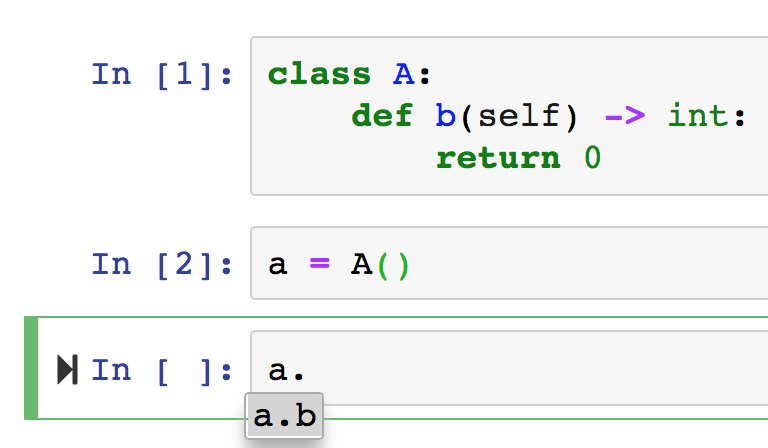 In [1]: class A:
    def b(self) -> int:
        return 0
In [2]: a = A()
In [ ]: a.
a.b